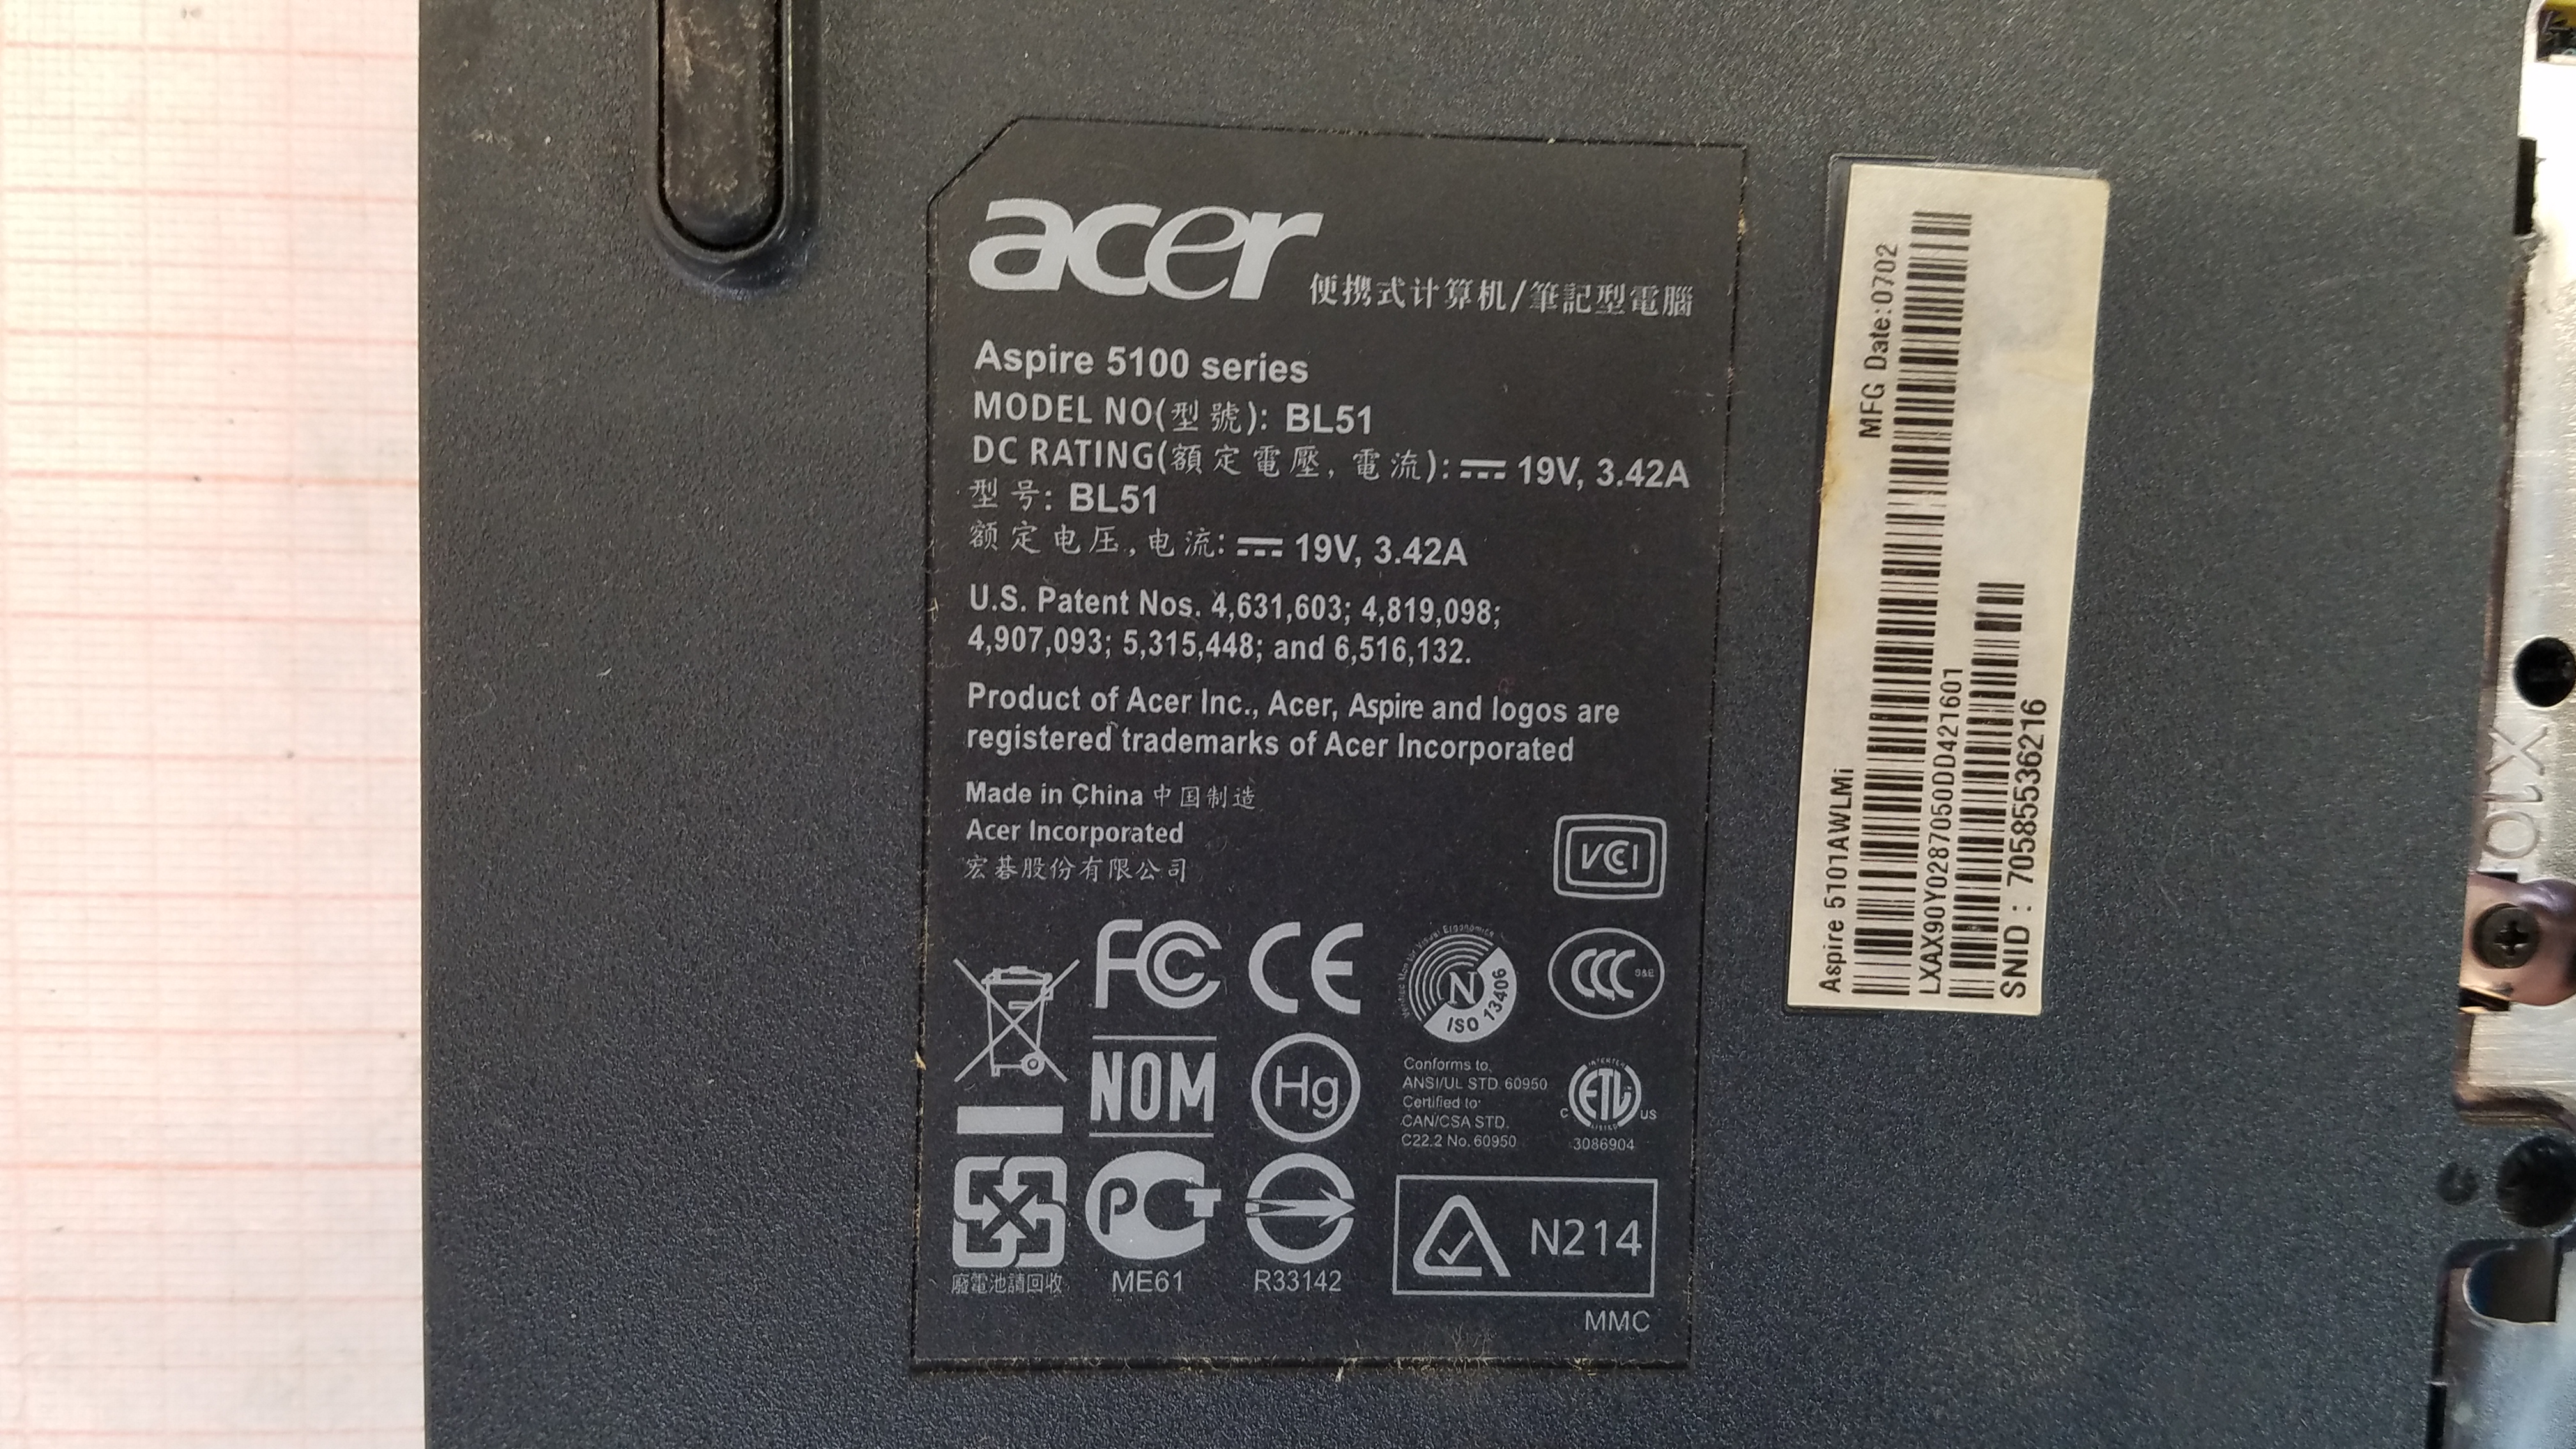 acer 便携式计算机/筆記型電腦
Aspire 5100 series
MODEL NO(型號): BL51
DC RATING(額定電壓, 電流): 19V, 3.42A
型号: BL51
额定电压,电流: 19V, 3.42A
U.S. Patent Nos. 4,631,603; 4,819,098;
4,907,093; 5,315,448; and 6,516,132.
Product of Acer Inc., Acer, Aspire and logos are
registered trademarks of Acer Incorporated
Made in China 中国制造
Acer Incorporated
宏碁股份有限公司
VCCI
FC CE
N
ISO 13406
CCC S&E
NOM
Hg
Conforms to
ANSI/UL STD. 60950
Certified to:
CAN/CSA STD.
C22.2 No. 60950
INTERTEK
ETL
LISTED
C US
3086904
廢電池請回收
PCT
ME61
R33142
N214
MMC
MFG Date:0702
Aspire 5101AWLMi
LXAX90Y0287050DD421601
SNID : 70585536216
X10